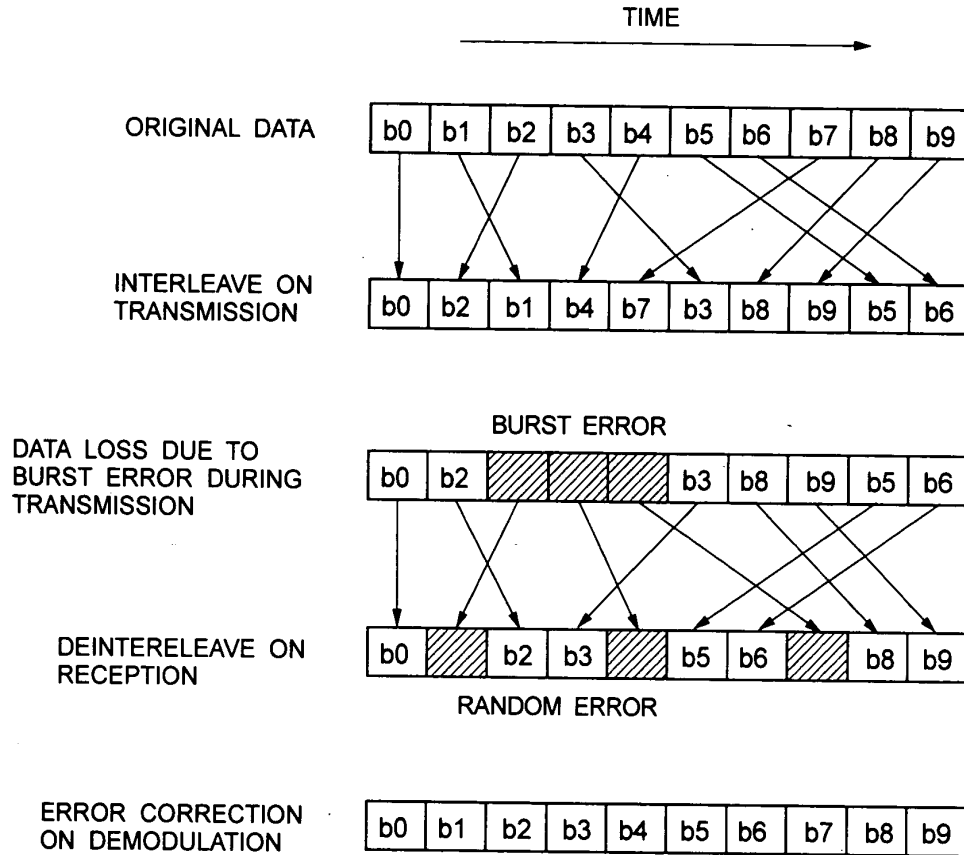 TIME
ORIGINAL DATA
b0 b1 b2 b3 b4 b5 b6 b7 b8 b9
INTERLEAVE ON
TRANSMISSION
b0 b2 b1 b4 b7 b3 b8 b9 b5 b6
BURST ERROR
DATA LOSS DUE TO
BURST ERROR DURING
TRANSMISSION
b0 b2 b3 b8 b9 b5 b6
DEINTERELEAVE ON
RECEPTION
b0 b2 b3 b5 b6 b8 b9
RANDOM ERROR
ERROR CORRECTION
ON DEMODULATION
b0 b1 b2 b3 b4 b5 b6 b7 b8 b9